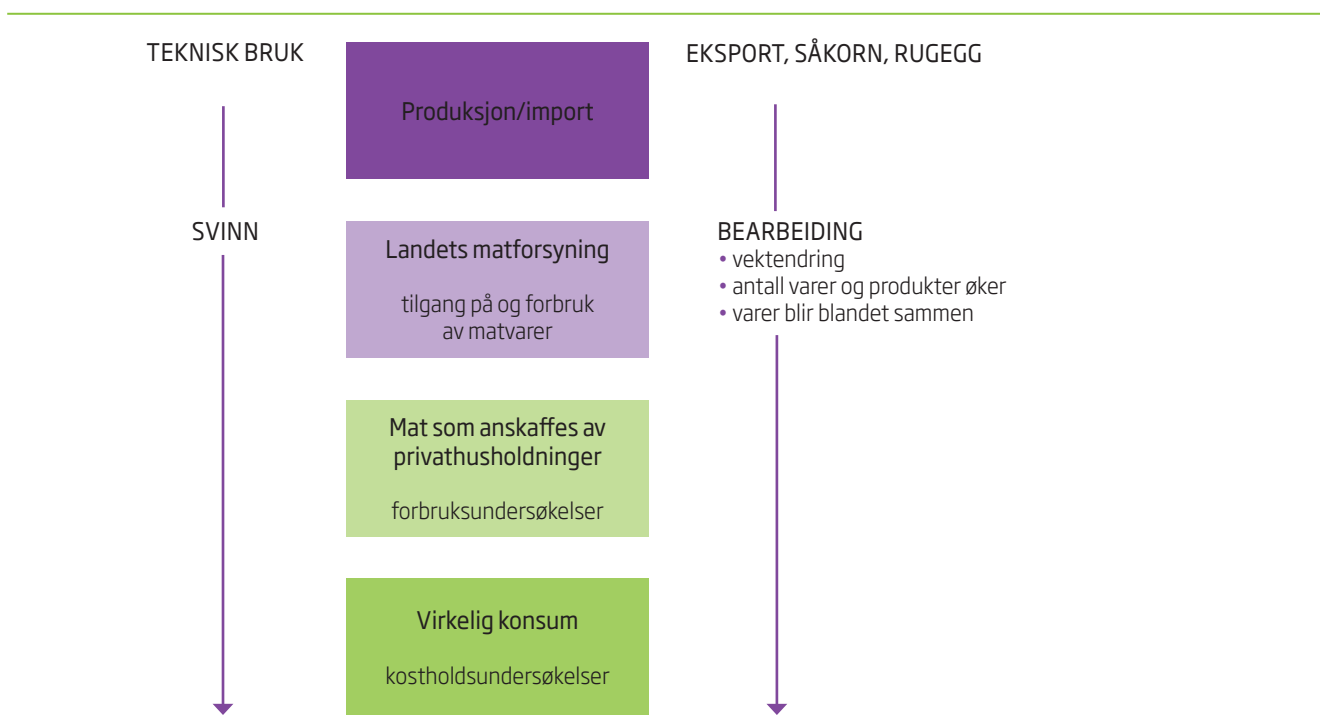 TEKNISK BRUK
Produksjon/import
EKSPORT, SÅKORN, RUGEGG
SVINN
Landets matforsyning
tilgang på og forbruk
av matvarer
BEARBEIDING
• vektendring
• antall varer og produkter øker
• varer blir blandet sammen
Mat som anskaffes av
privathusholdninger
forbruksundersøkelser
Virkelig konsum
kostholdsundersøkelser